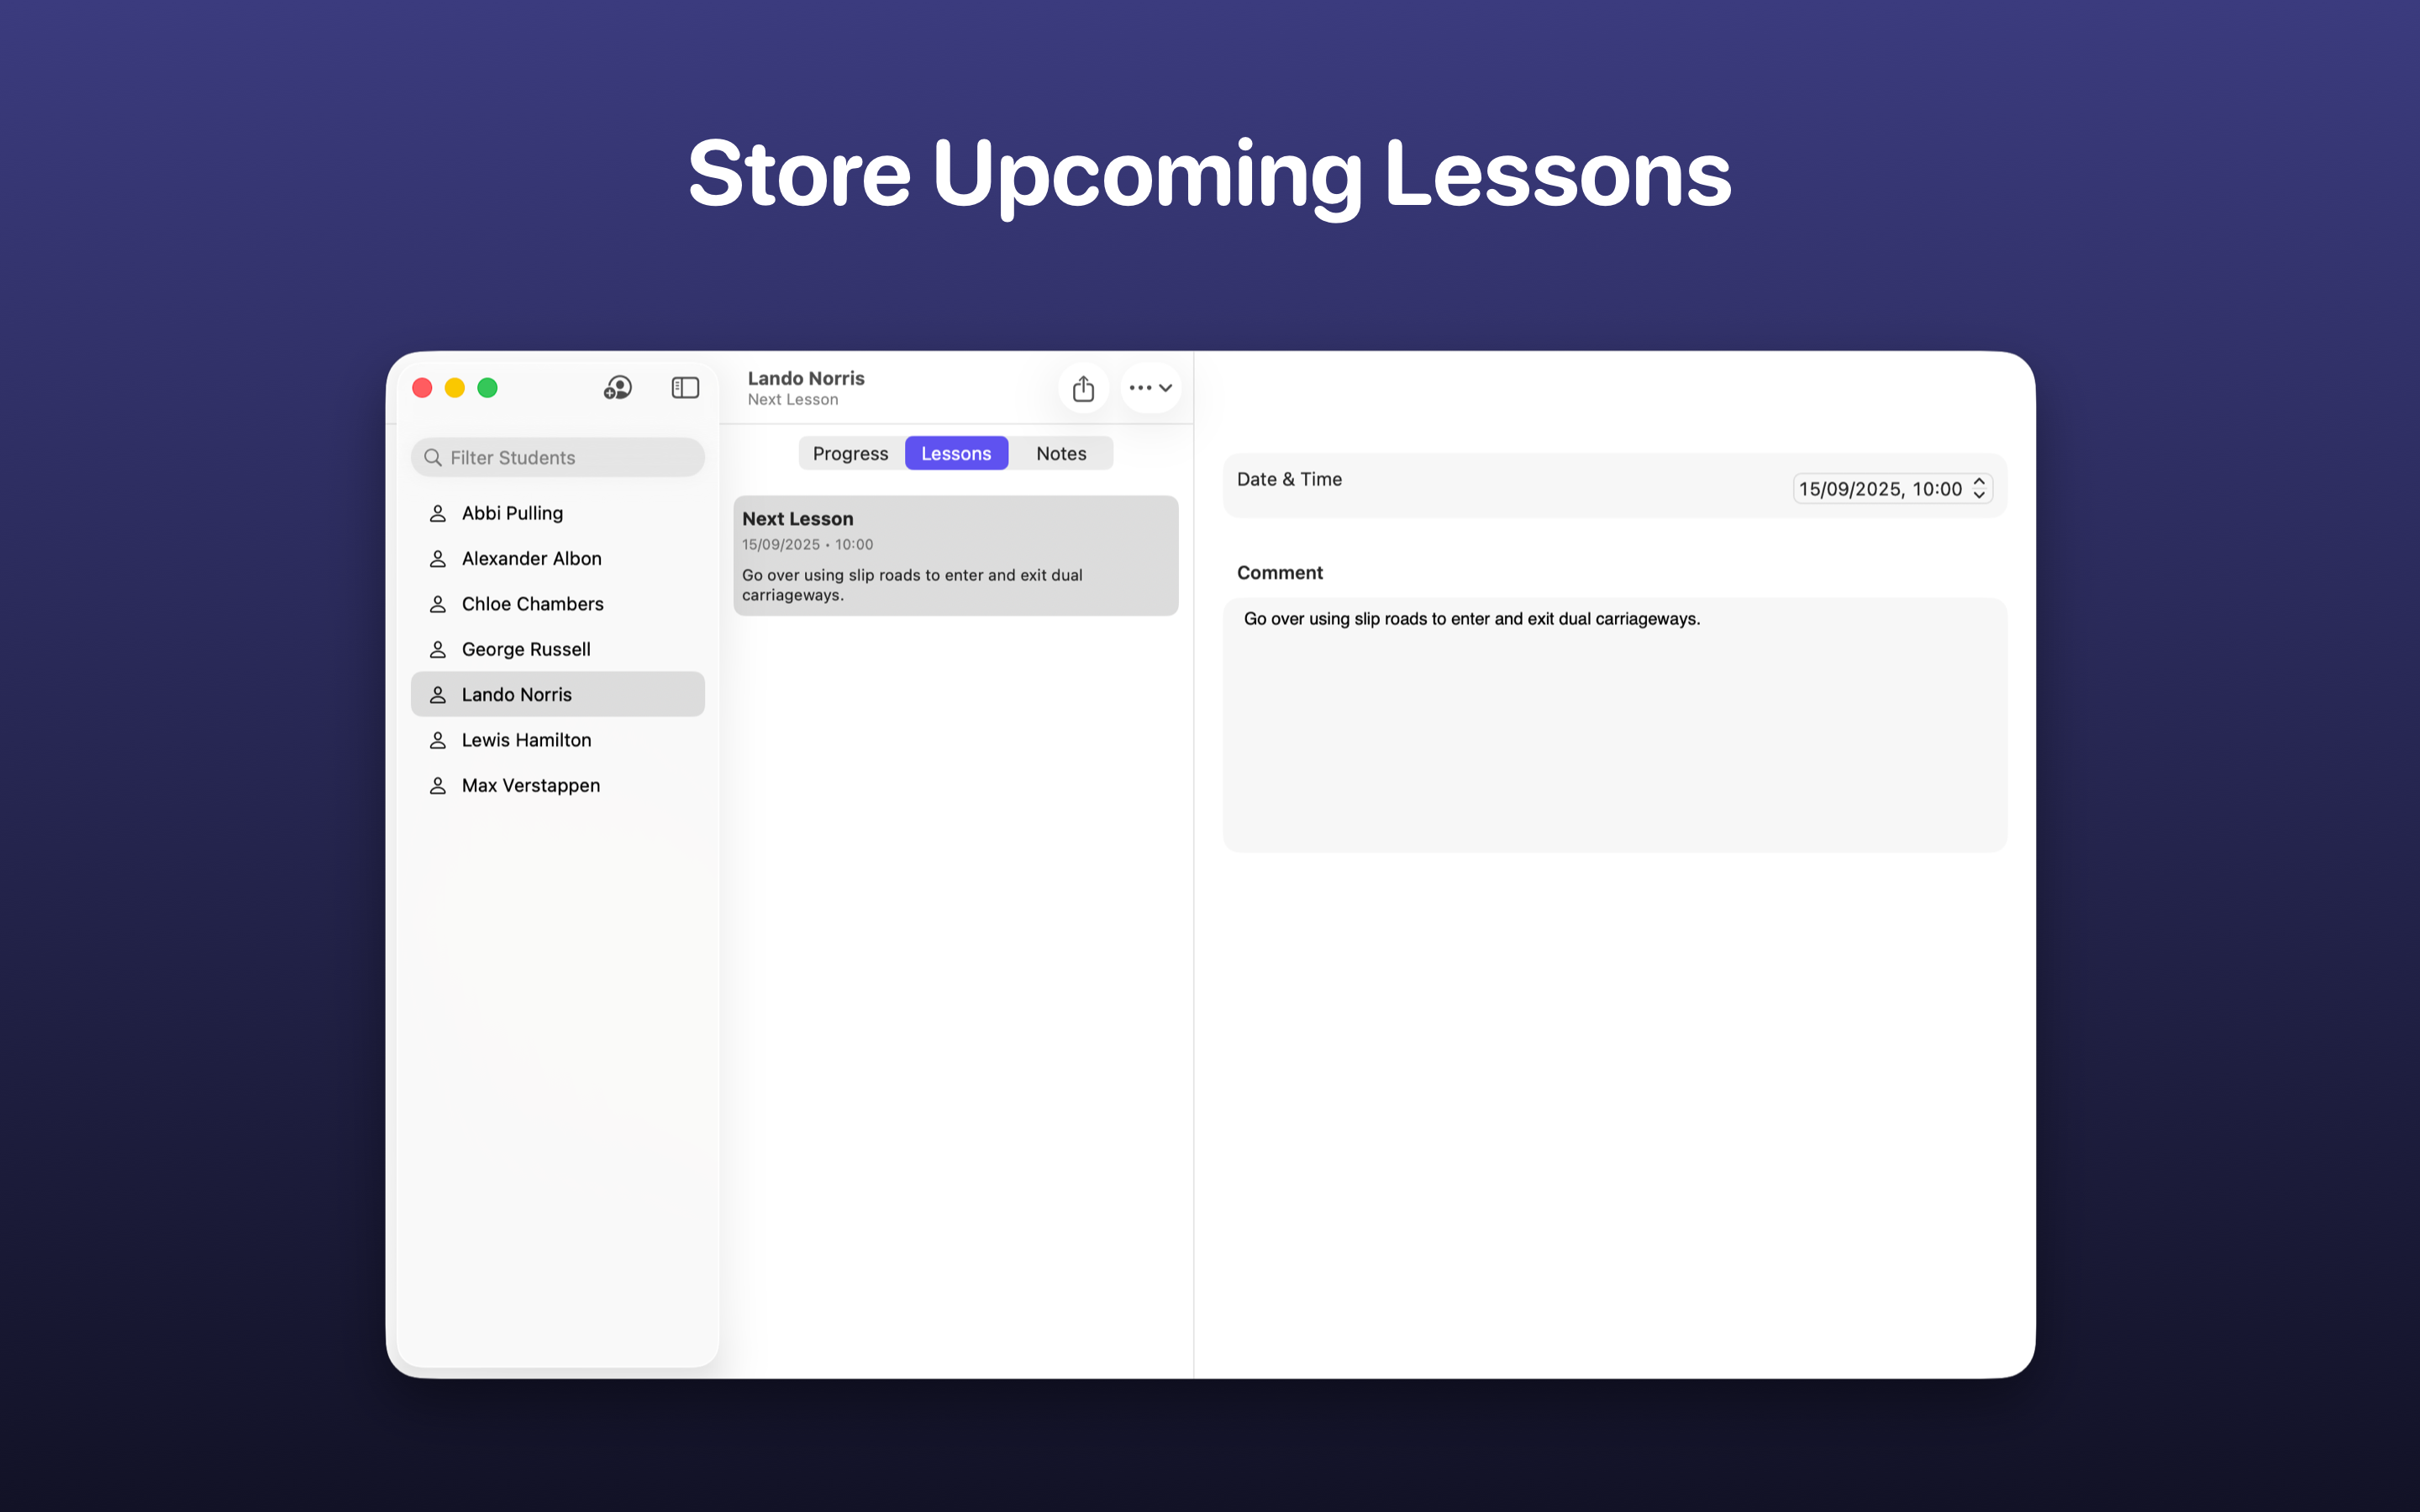 Store Upcoming Lessons
Filter Students
Abbi Pulling
Alexander Albon
Chloe Chambers
George Russell
Lando Norris
Lewis Hamilton
Max Verstappen
Lando Norris
Next Lesson
Progress
Lessons
Notes
Next Lesson
15/09/2025 • 10:00
Go over using slip roads to enter and exit dual
carriageways.
Date & Time
15/09/2025, 10:00
Comment
Go over using slip roads to enter and exit dual carriageways.